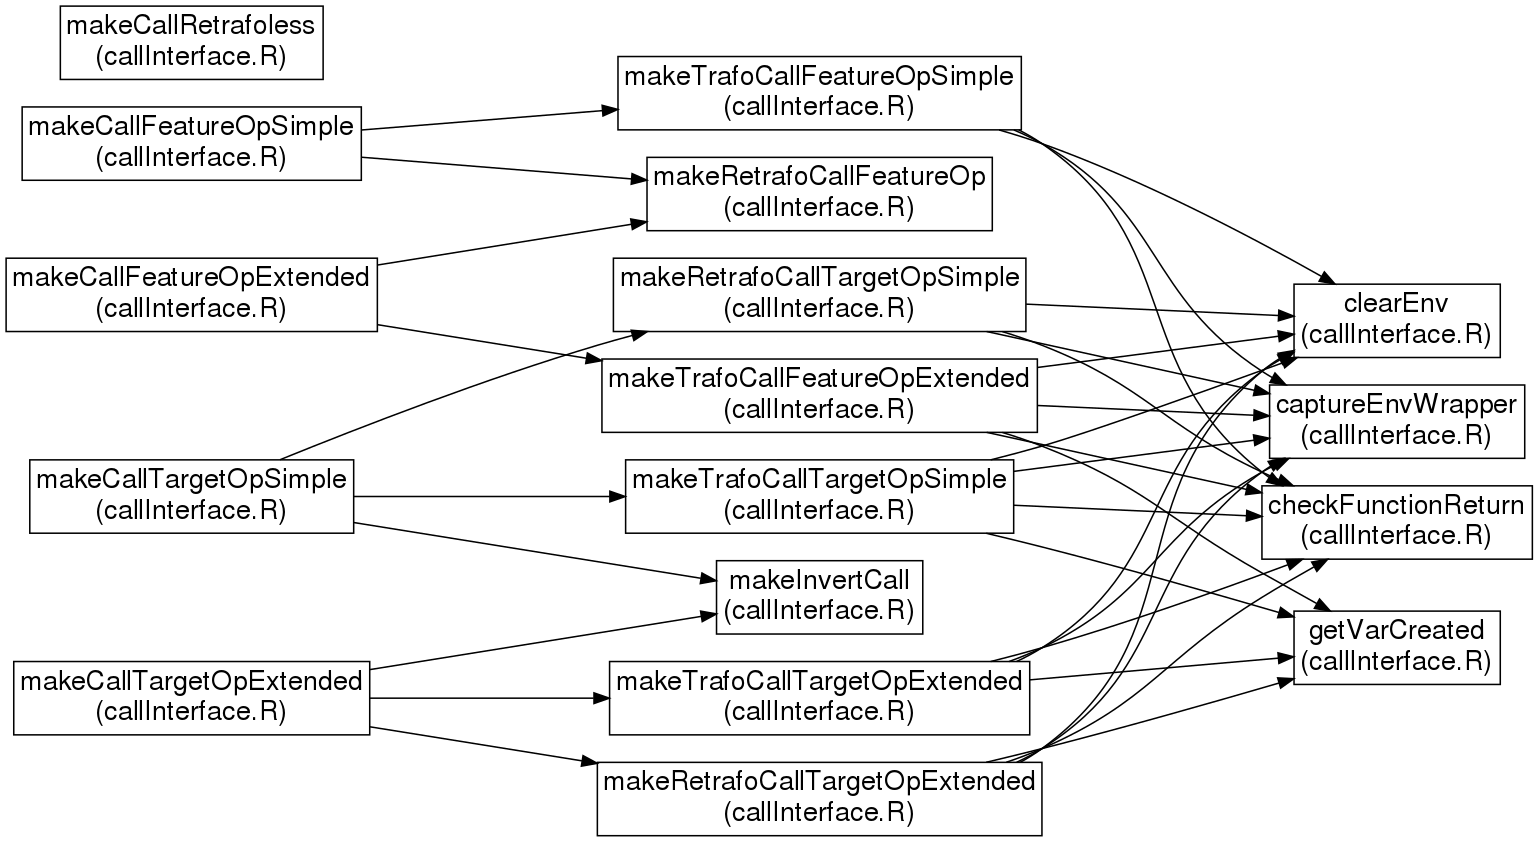 makeCallRetrafoless
(callInterface.R)
makeCallFeatureOpSimple
(callInterface.R)
makeCallFeatureOpExtended
(callInterface.R)
makeCallTargetOpSimple
(callInterface.R)
makeCallTargetOpExtended
(callInterface.R)
makeTrafoCallFeatureOpSimple
(callInterface.R)
makeRetrafoCallFeatureOp
(callInterface.R)
makeRetrafoCallTargetOpSimple
(callInterface.R)
makeTrafoCallFeatureOpExtended
(callInterface.R)
makeTrafoCallTargetOpSimple
(callInterface.R)
makeInvertCall
(callInterface.R)
makeTrafoCallTargetOpExtended
(callInterface.R)
makeRetrafoCallTargetOpExtended
(callInterface.R)
clearEnv
(callInterface.R)
captureEnvWrapper
(callInterface.R)
checkFunctionReturn
(callInterface.R)
getVarCreated
(callInterface.R)